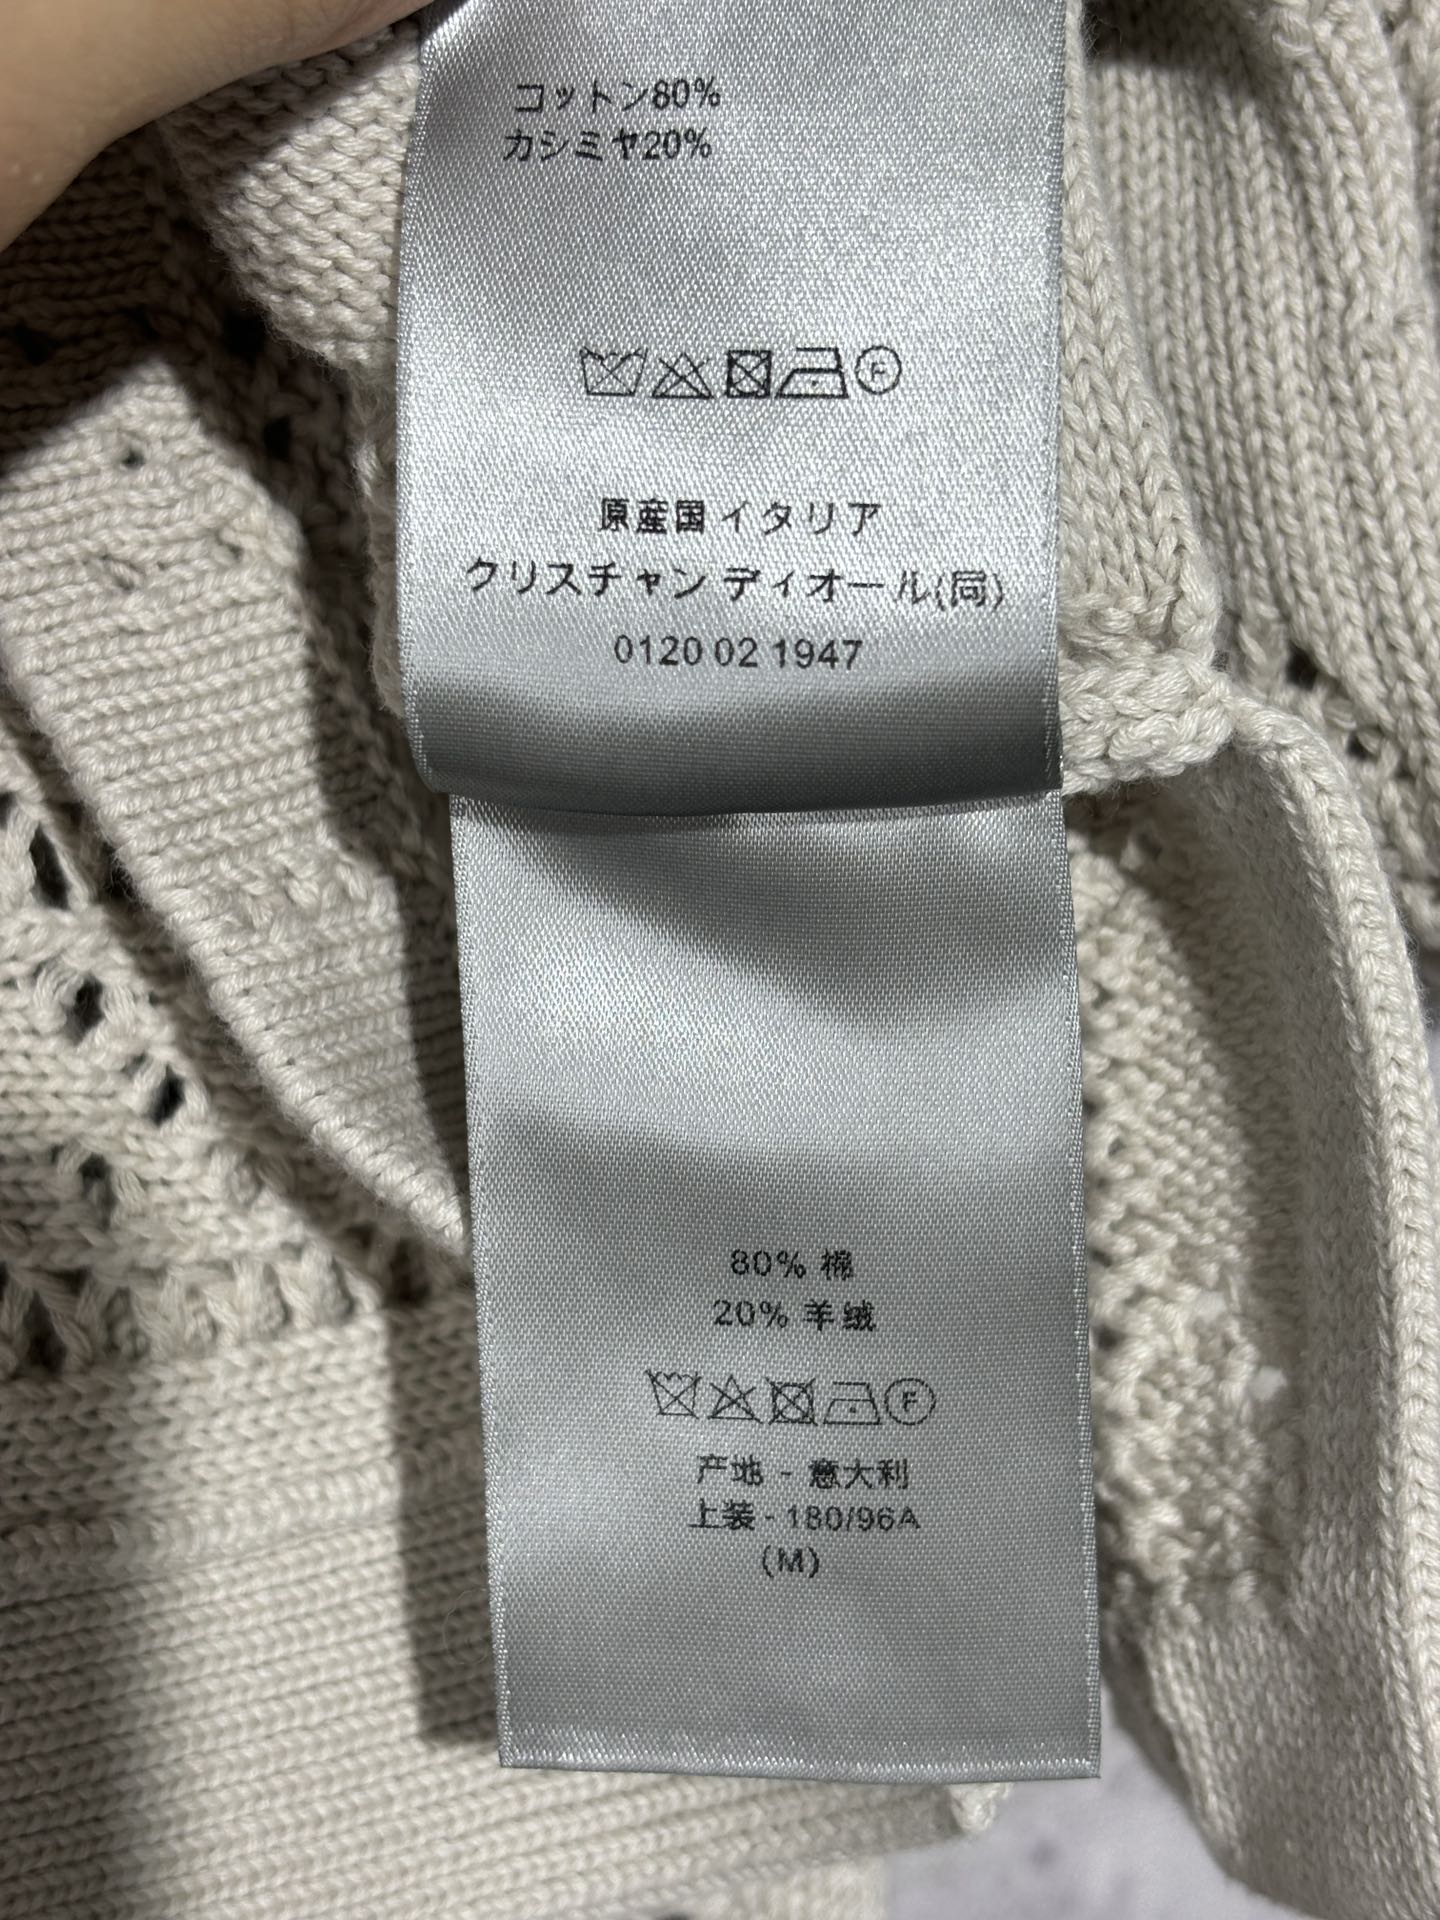 コットン80%
カシミヤ20%
F
原産国 イタリア
クリスチャン ディオール(同)
0120 02 1947
80% 棉
20% 羊绒
F
产地 - 意大利
上装 - 180/96A
(M)